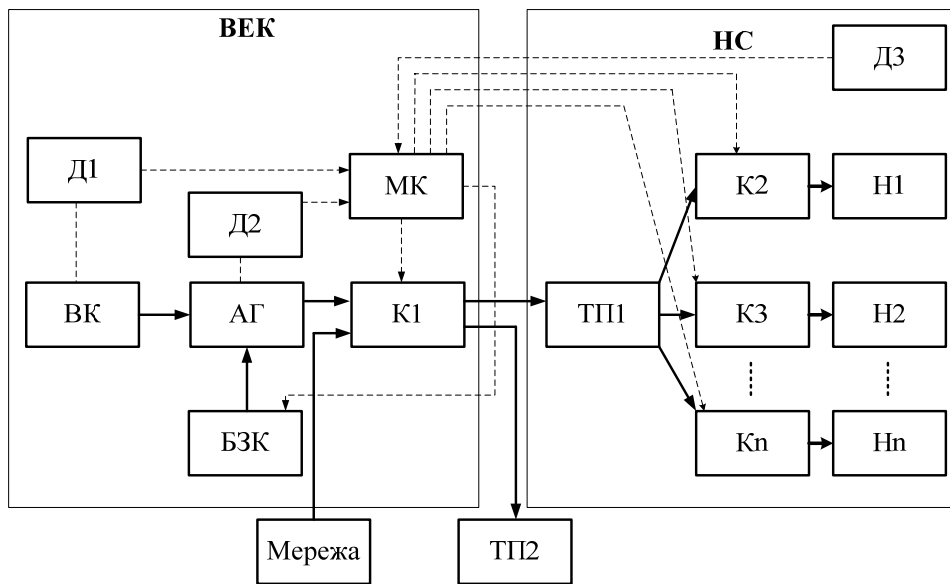 ВЕК
НС
Д3
Д1
МК
К2
Н1
Д2
ВК
АГ
К1
ТП1
К3
Н2
БЗК
Кn
Нn
Мережа
ТП2